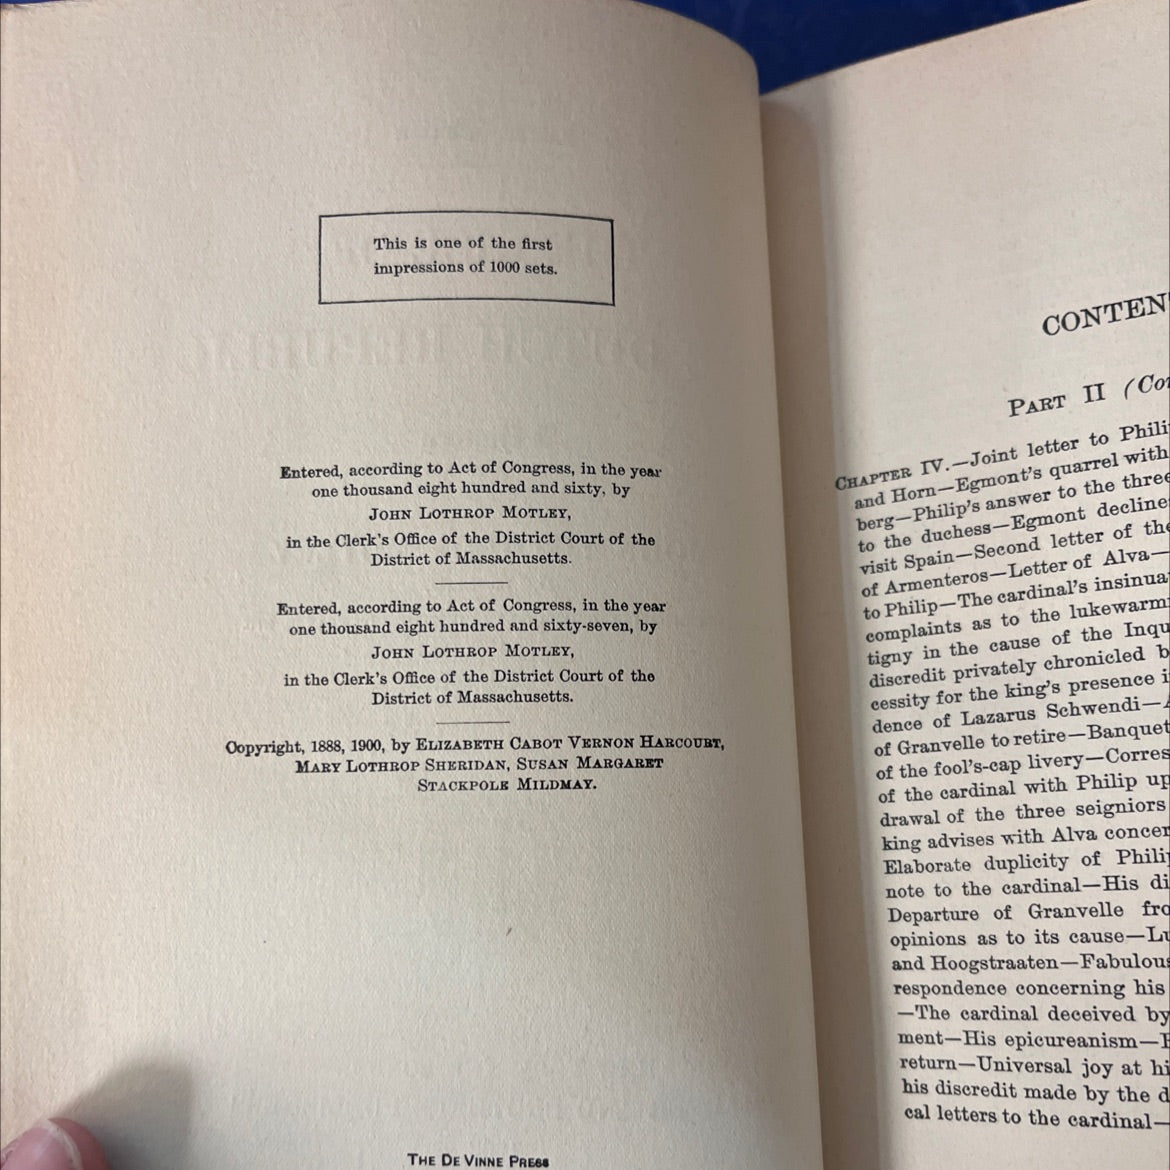 This is one of the first
impressions of 1000 sets.
Entered, according to Act of Congress, in the year
one thousand eight hundred and sixty, by
JOHN LOTHROP MOTLEY,
in the Clerk's Office of the District Court of the
District of Massachusetts.
Entered, according to Act of Congress, in the year
one thousand eight hundred and sixty-seven, by
JOHN LOTHROP MOTLEY,
in the Clerk's Office of the District Court of the
District of Massachusetts.
Copyright, 1888, 1900, by ELIZABETH CABOT VERNON HARCOURT,
MARY LOTHROP SHERIDAN, SUSAN MARGARET
STACKPOLE MILDMAY.
THE DE VINNE PRESS
CONTEN
PART II (Co
CHAPTER IV.—Joint letter to Phili
and Horn—Egmont's quarrel with
berg—Philip's answer to the three
to the duchess—Egmont decline
visit Spain—Second letter of the
of Armenteros—Letter of Alva—
to Philip—The cardinal's insinua
complaints as to the lukewarm
tigny in the cause of the Inqu
discredit privately chronicled b
cessity for the king's presence i
dence of Lazarus Schwendi—
of Granvelle to retire—Banquet
of the fool's-cap livery—Corres
of the cardinal with Philip up
drawal of the three seigniors
king advises with Alva concer
Elaborate duplicity of Phili
note to the cardinal—His di
Departure of Granvelle fro
opinions as to its cause—Lu
and Hoogstraaten—Fabulous
respondence concerning his
—The cardinal deceived by
ment—His epicureanism—
return—Universal joy at hi
his discredit made by the d
cal letters to the cardinal—